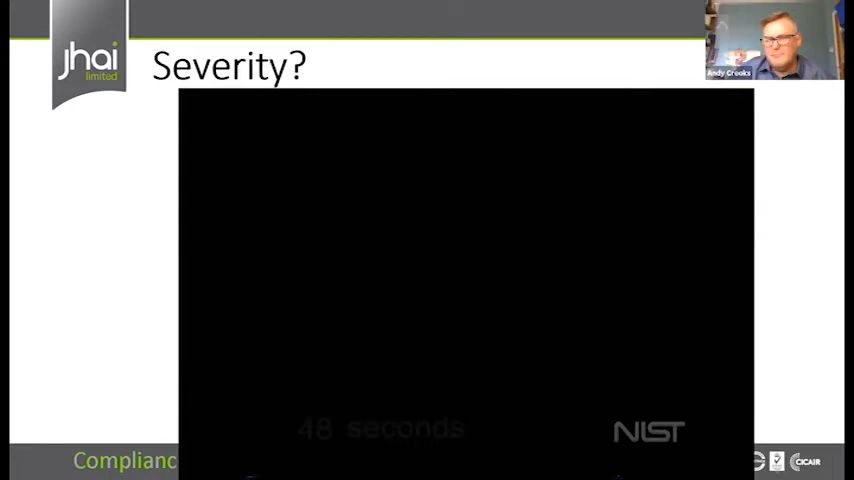 jhai
limited
Severity?
Andy Crooks
48 seconds
NIST
Complianc
CICAIR